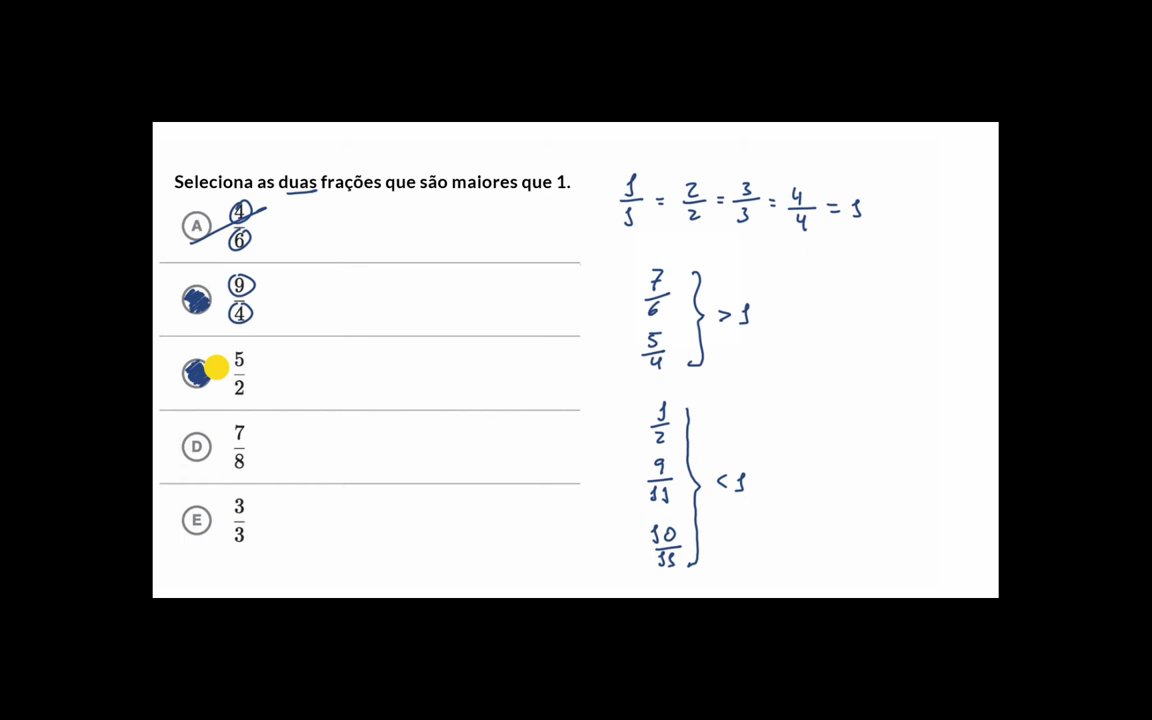 Seleciona as duas frações que são maiores que 1.
A 4/6
9/4
5/2
D 7/8
E 3/3
1/1 = 2/2 = 3/3 = 4/4 = 1
7/6
5/4
> 1
1/2
9/11
10/11
< 1